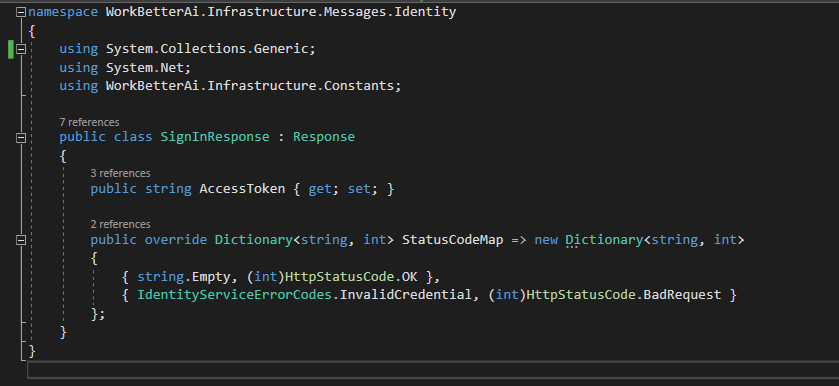 namespace WorkBetterAi.Infrastructure.Messages.Identity
{
using System.Collections.Generic;
using System.Net;
using WorkBetterAi.Infrastructure.Constants;
7 references
public class SignInResponse : Response
{
3 references
public string AccessToken { get; set; }
2 references
public override Dictionary<string, int> StatusCodeMap => new Dictionary<string, int>
{
{ string.Empty, (int)HttpStatusCode.OK },
{ IdentityServiceErrorCodes.InvalidCredential, (int)HttpStatusCode.BadRequest }
};
}
}